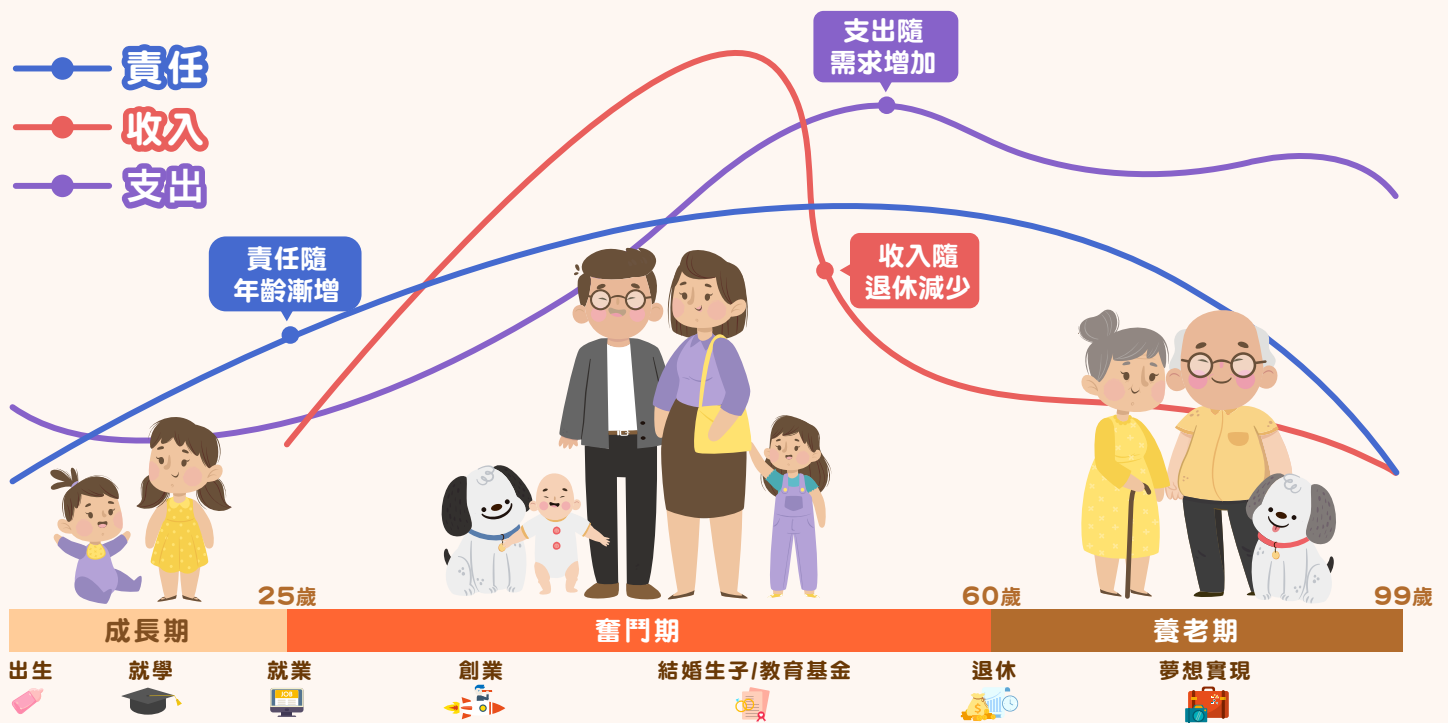 責任
收入
支出
支出隨
需求增加
責任隨
年齡漸增
收入隨
退休減少
25歲
60歲
99歲
成長期
奮鬥期
養老期
出生
就學
就業
創業
結婚生子/教育基金
退休
夢想實現
JOB
$